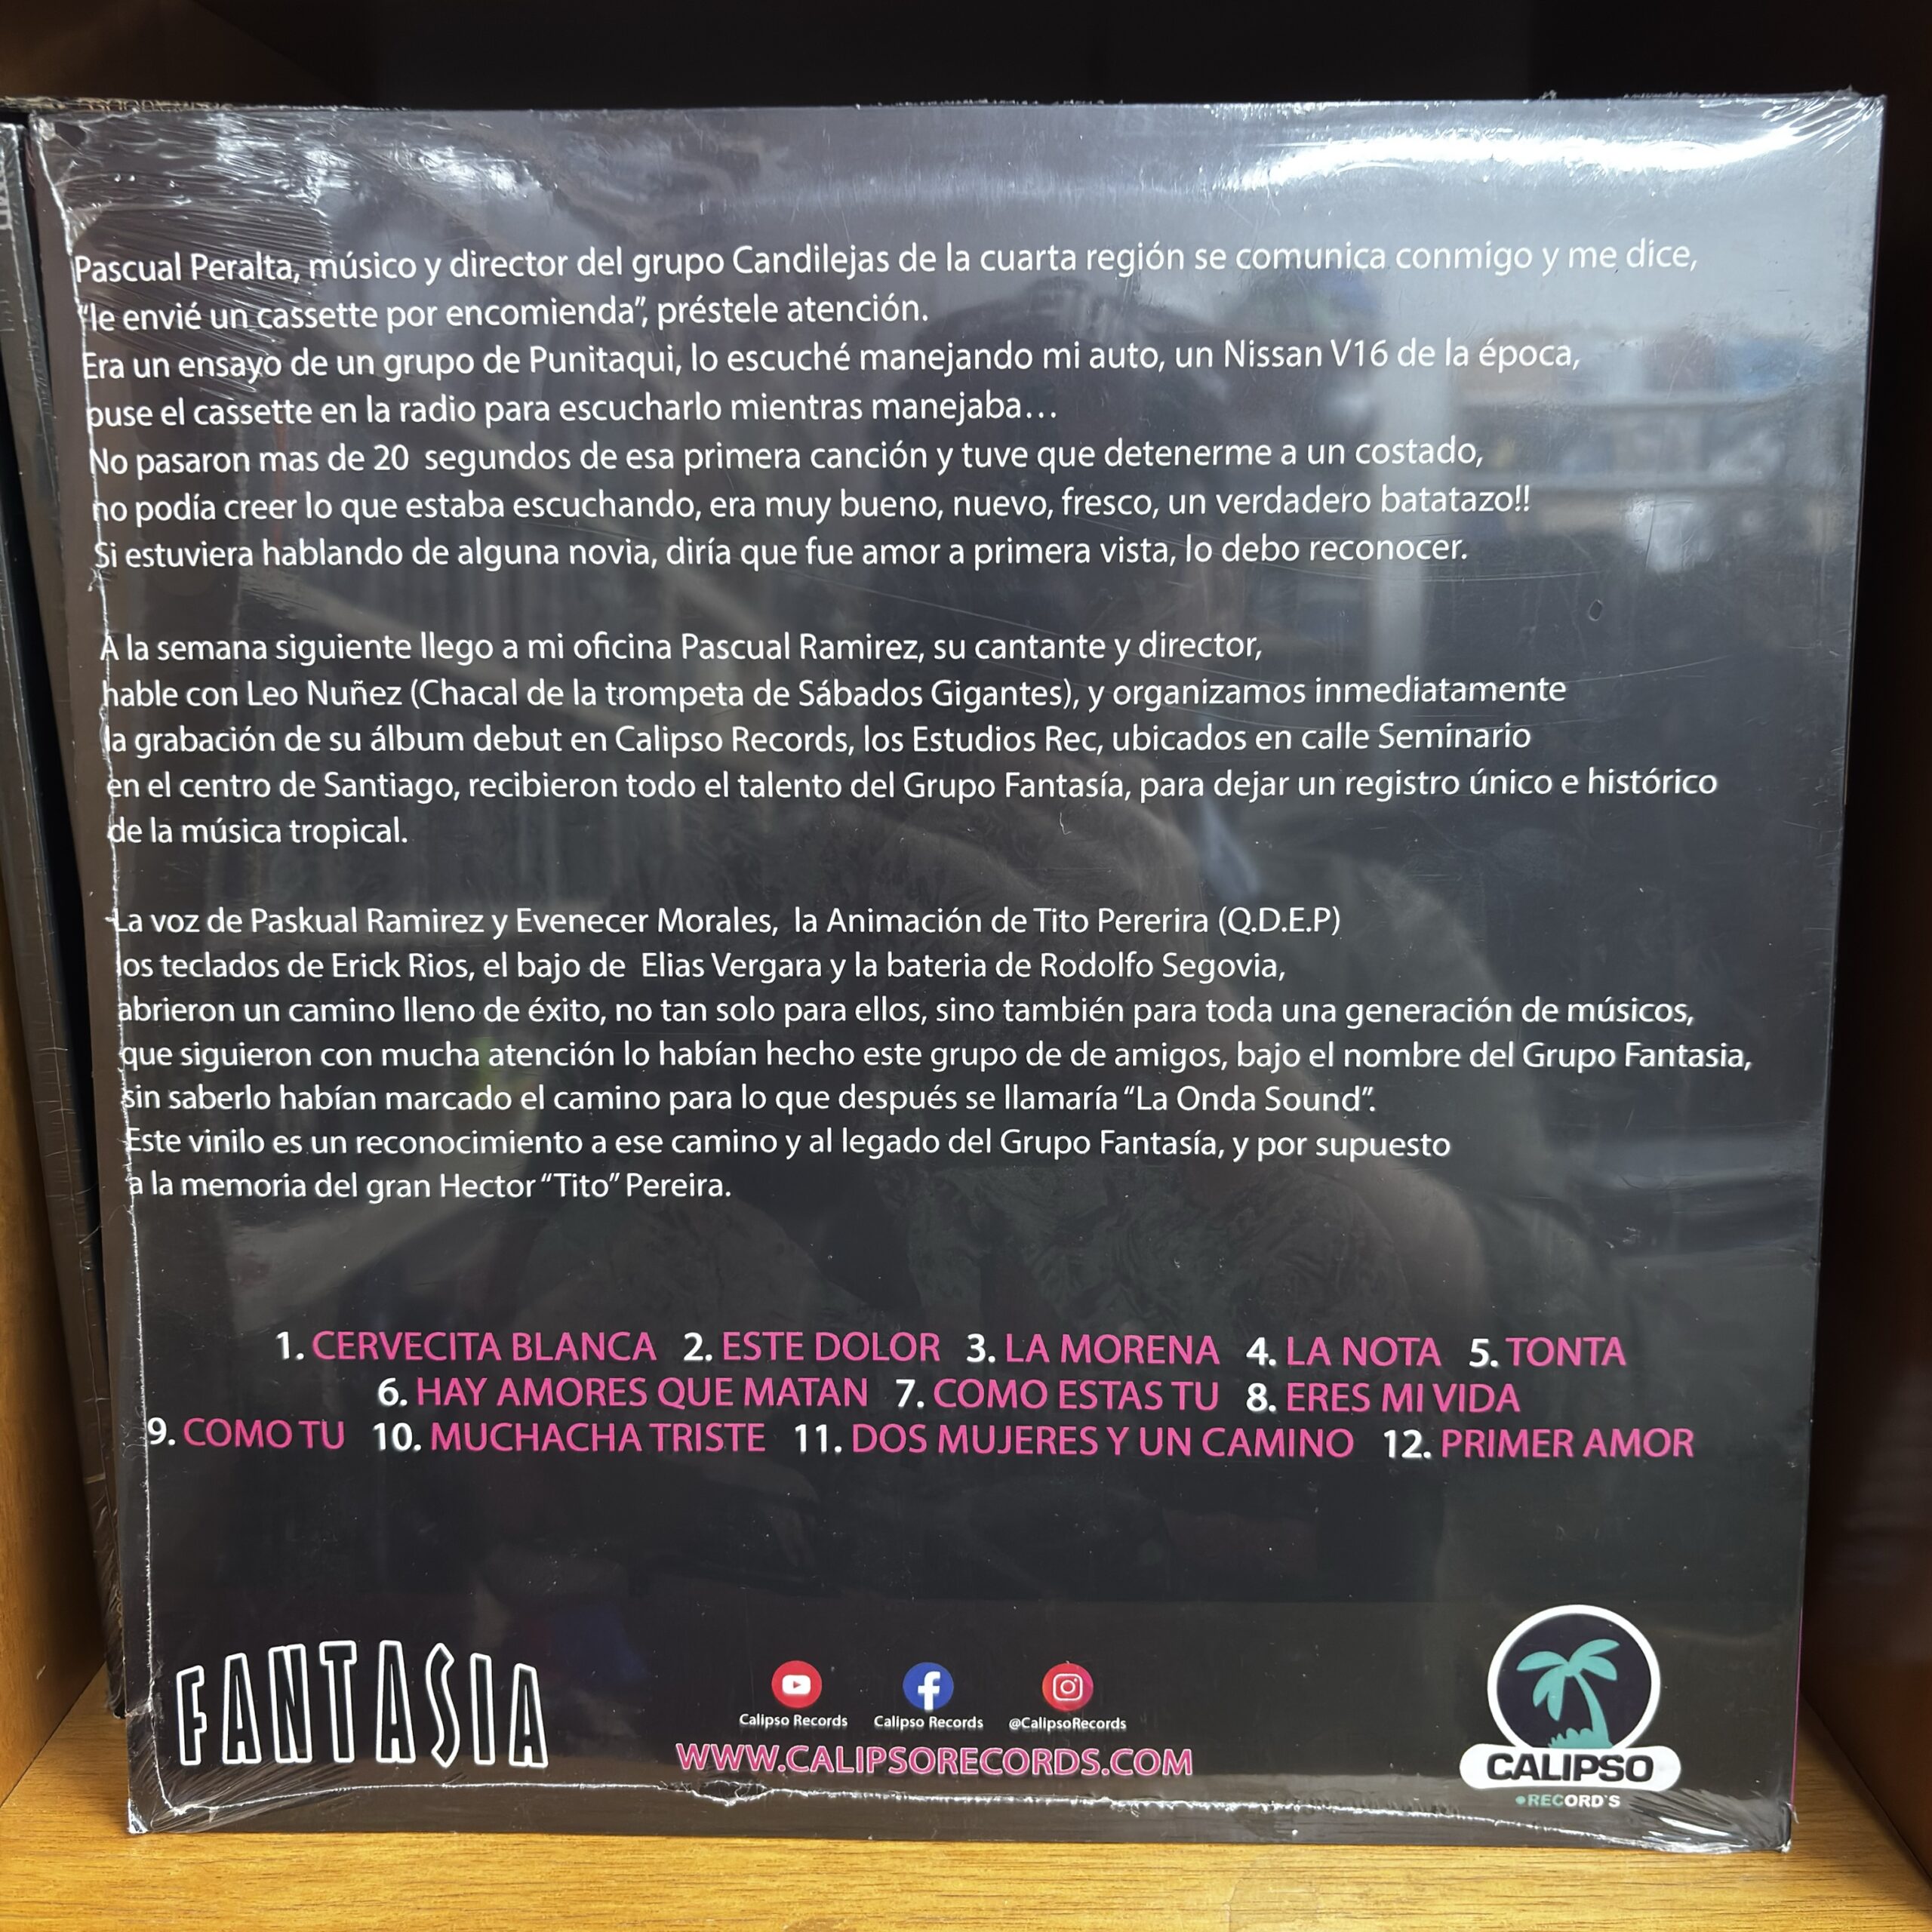 Pascual Peralta, músico y director del grupo Candilejas de la cuarta región se comunica conmigo y me dice,
"le envié un cassette por encomienda", préstele atención.
Era un ensayo de un grupo de Punitaqui, lo escuché manejando mi auto, un Nissan V16 de la época,
puse el cassette en la radio para escucharlo mientras manejaba...
No pasaron mas de 20 segundos de esa primera canción y tuve que detenerme a un costado,
no podía creer lo que estaba escuchando, era muy bueno, nuevo, fresco, un verdadero batatazo!!
Si estuviera hablando de alguna novia, diría que fue amor a primera vista, lo debo reconocer.
A la semana siguiente llego a mi oficina Pascual Ramirez, su cantante y director,
hable con Leo Nuñez (Chacal de la trompeta de Sábados Gigantes), y organizamos inmediatamente
la grabación de su álbum debut en Calipso Records, los Estudios Rec, ubicados en calle Seminario
en el centro de Santiago, recibieron todo el talento del Grupo Fantasía, para dejar un registro único e histórico
de la música tropical.
La voz de Paskual Ramirez y Evenecer Morales, la Animación de Tito Pererira (Q.D.E.P)
los teclados de Erick Rios, el bajo de Elias Vergara y la bateria de Rodolfo Segovia,
abrieron un camino lleno de éxito, no tan solo para ellos, sino también para toda una generación de músicos,
que siguieron con mucha atención lo habían hecho este grupo de de amigos, bajo el nombre del Grupo Fantasia,
sin saberlo habían marcado el camino para lo que después se llamaría "La Onda Sound".
Este vinilo es un reconocimiento a ese camino y al legado del Grupo Fantasía, y por supuesto
a la memoria del gran Hector "Tito" Pereira.
1. CERVECITA BLANCA 2. ESTE DOLOR 3. LA MORENA 4. LA NOTA 5. TONTA
6. HAY AMORES QUE MATAN 7. COMO ESTAS TU 8. ERES MI VIDA
9. COMO TU 10. MUCHACHA TRISTE 11. DOS MUJERES Y UN CAMINO 12. PRIMER AMOR
FANTASIA
Calipso Records Calipso Records @CalipsoRecords
WWW.CALIPSORECORDS.COM
CALIPSO
RECORD'S